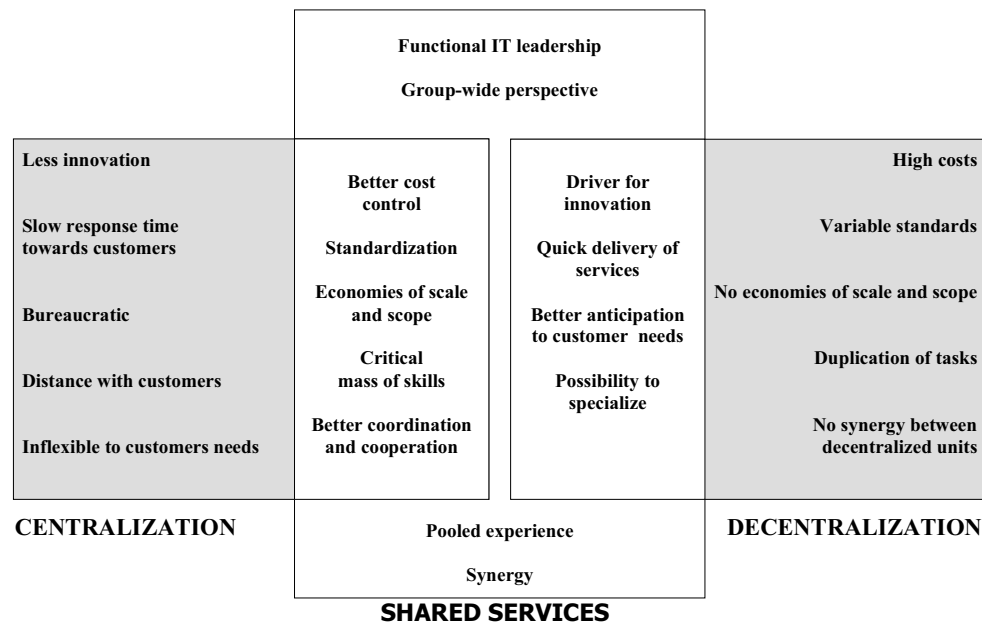 Functional IT leadership
Group-wide perspective
Less innovation
Slow response time
towards customers
Bureaucratic
Distance with customers
Inflexible to customers needs
Better cost
control
Standardization
Economies of scale
and scope
Critical
mass of skills
Better coordination
and cooperation
Driver for
innovation
Quick delivery of
services
Better anticipation
to customer needs
Possibility to
specialize
High costs
Variable standards
No economies of scale and scope
Duplication of tasks
No synergy between
decentralized units
CENTRALIZATION
Pooled experience
Synergy
DECENTRALIZATION
SHARED SERVICES